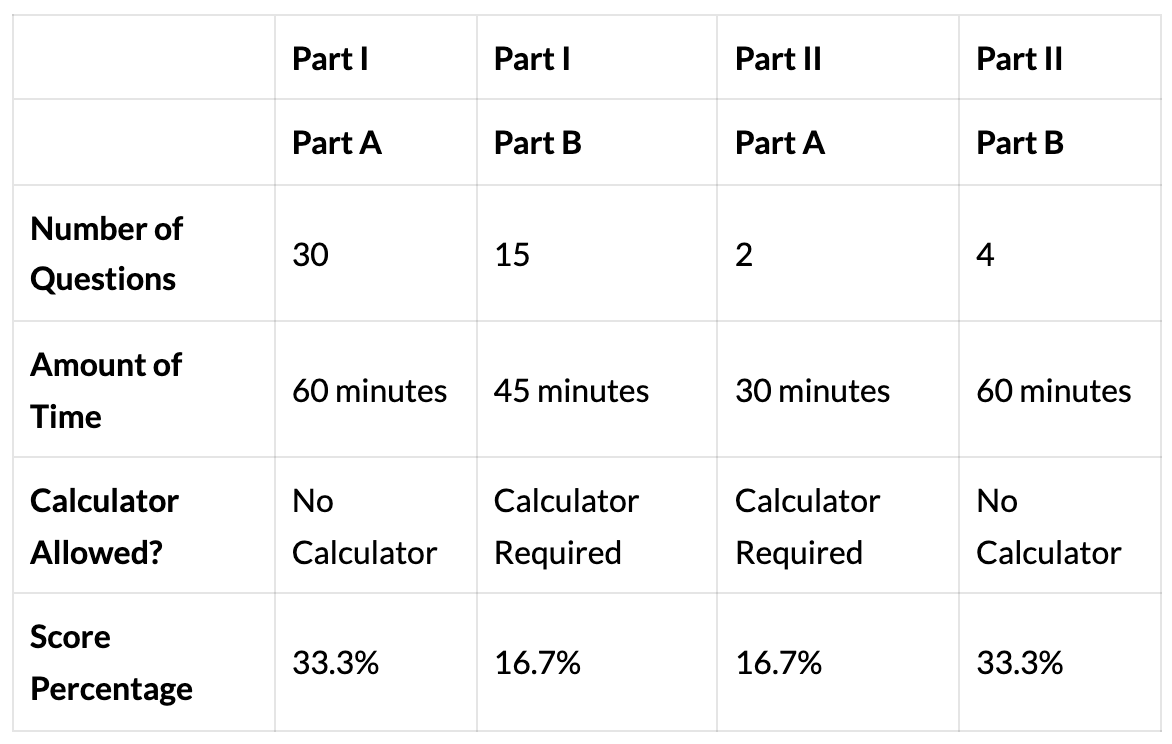 Part I Part I Part II Part II
Part A Part B Part A Part B
Number of
Questions
30 15 2 4
Amount of
Time
60 minutes 45 minutes 30 minutes 60 minutes
Calculator
Allowed?
No Calculator Calculator No
Calculator Required Required Calculator
Score
Percentage
33.3% 16.7% 16.7% 33.3%